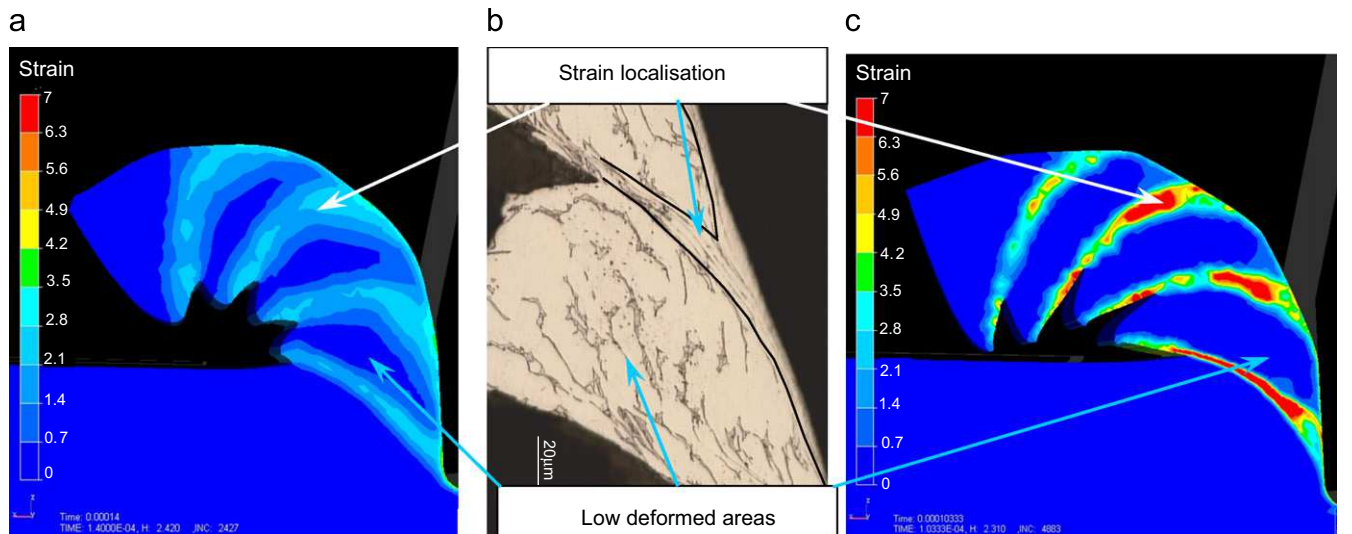 a
b
c
Strain
7
6.3
5.6
4.9
4.2
3.5
2.8
2.1
1.4
0.7
0
Time: 0.00014
TIME: 1.4000E-04, H: 2.420 ,INC: 2427
z
x
Strain localisation
20µm
Low deformed areas
Strain
7
6.3
5.6
4.9
4.2
3.5
2.8
2.1
1.4
0.7
0
Time: 0.00010333
TIME: 1.0333E-04, H: 2.310 ,INC: 4883
z
x